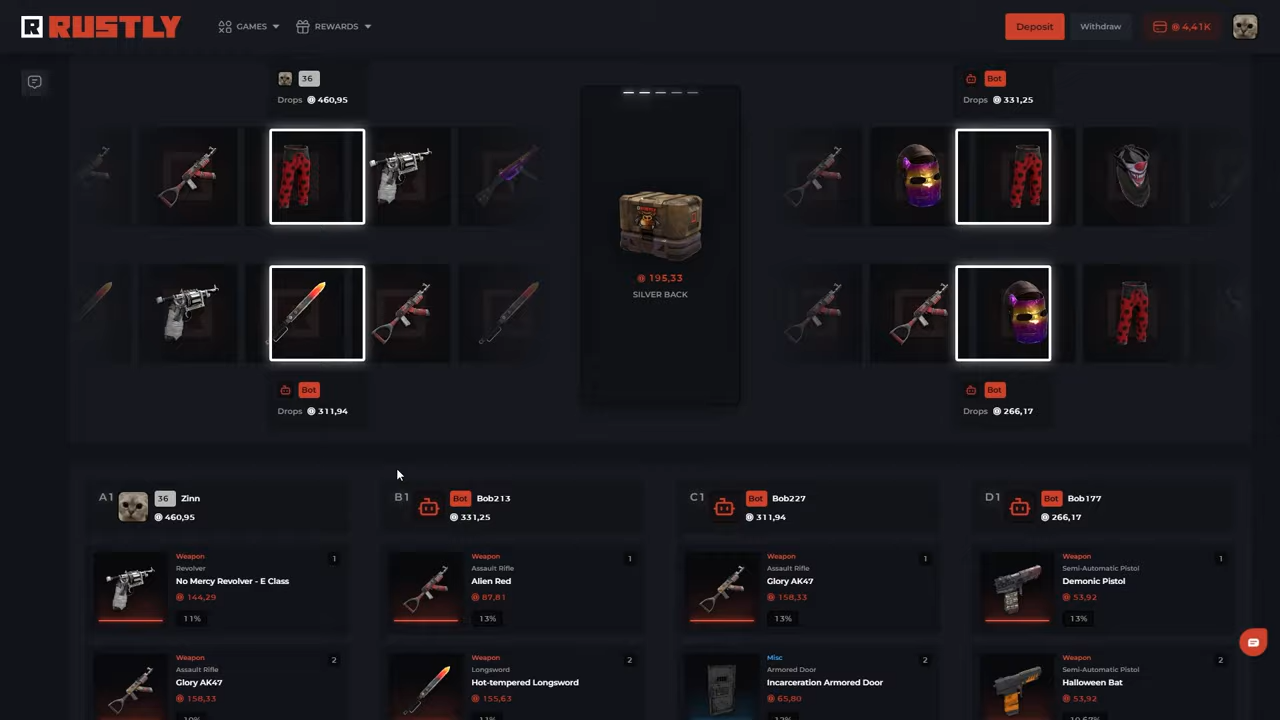 R RUSTLY
GAMES
REWARDS
Deposit
Withdraw
4,41K
36
Drops 460,95
Bot
Drops 331,25
195,33
SILVER BACK
Bot
Drops 311,94
Bot
Drops 266,17
A1 36 Zinn
460,95
B1 Bot Bob213
331,25
C1 Bot Bob227
311,94
D1 Bot Bob177
266,17
Weapon 1
Revolver
No Mercy Revolver - E Class
144,29
11%
Weapon 1
Assault Rifle
Alien Red
87,81
13%
Weapon 1
Assault Rifle
Glory AK47
158,33
13%
Weapon 1
Semi-Automatic Pistol
Demonic Pistol
53,92
13%
Weapon 2
Assault Rifle
Glory AK47
158,33
Weapon 2
Longsword
Hot-tempered Longsword
155,63
Misc 2
Armored Door
Incarceration Armored Door
65,80
Weapon 2
Semi-Automatic Pistol
Halloween Bat
53,92